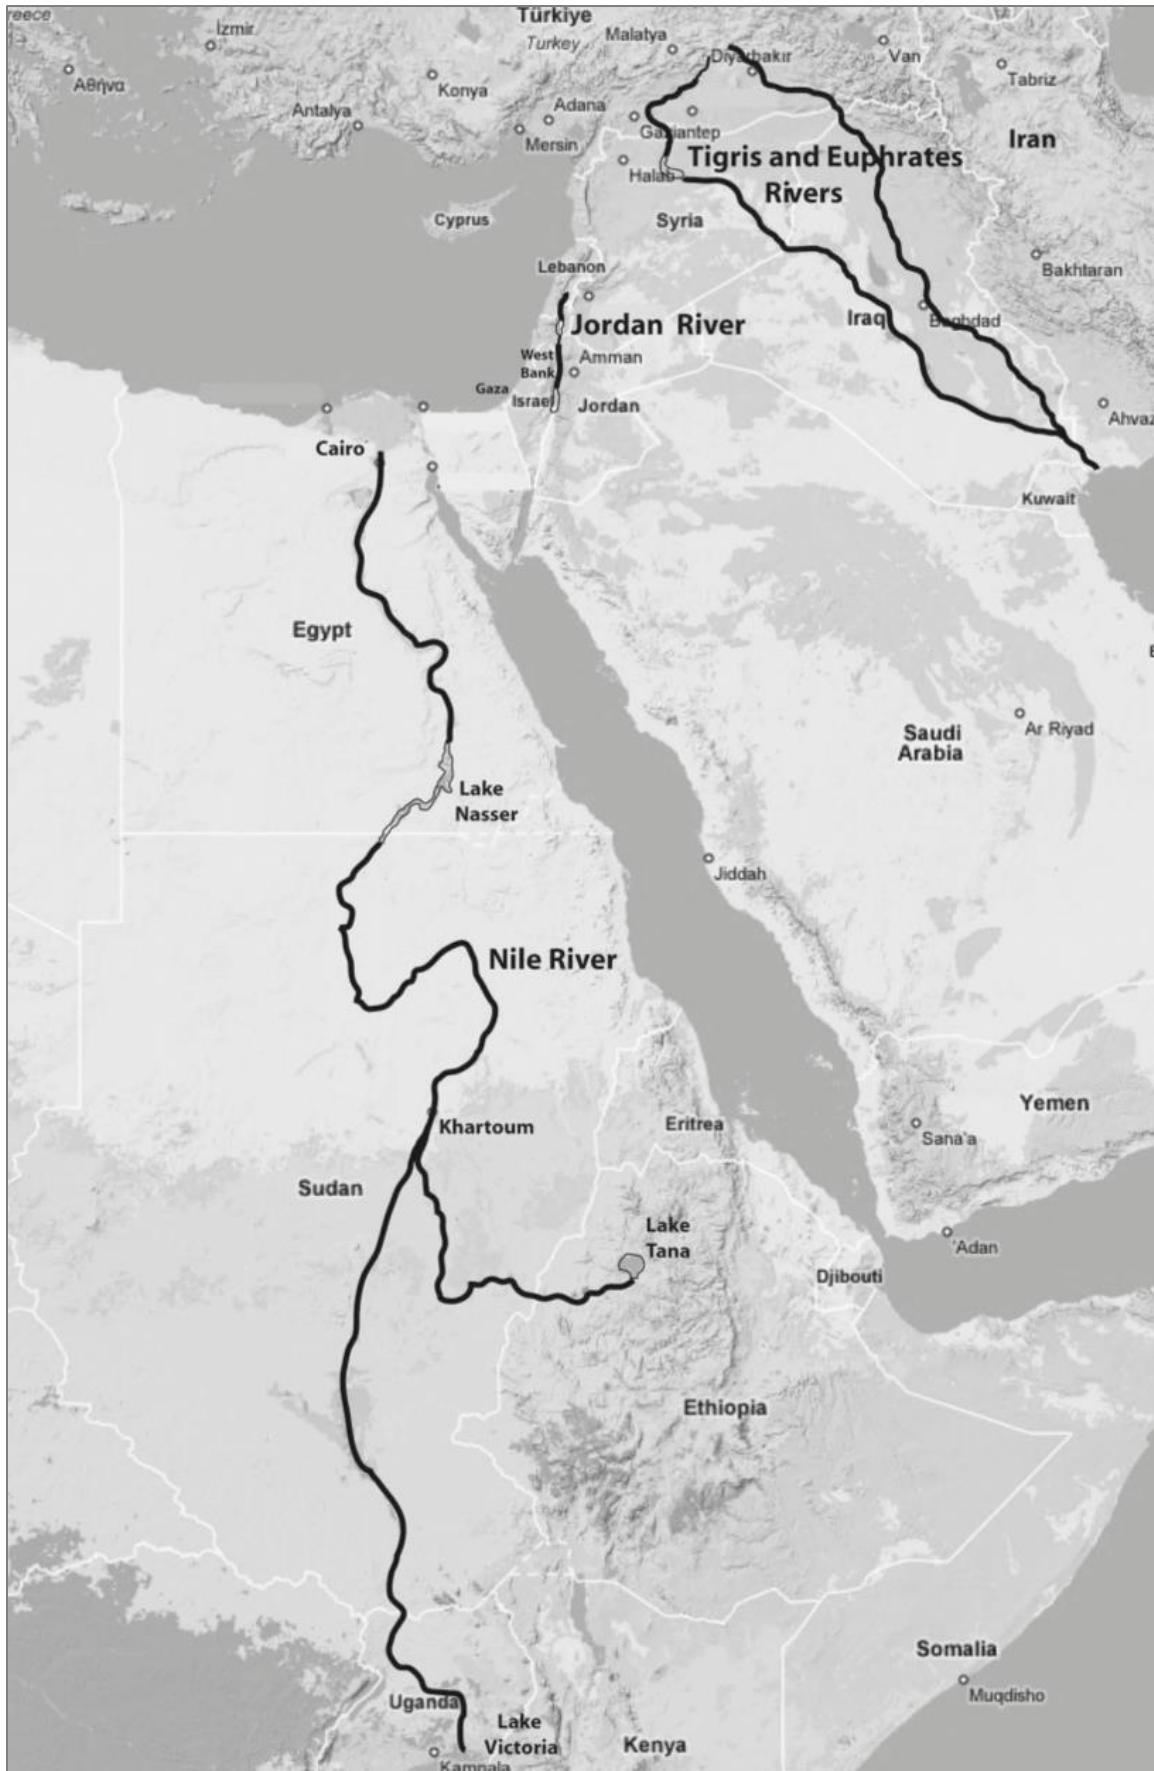 reece
Türkiye
Turkey
İzmir
Malatya
Diyarbakır
Van
Αθήνα
Konya
Tabriz
Antalya
Adana
Gaziantep
Mersin
Iran
Halab
Tigris and Euphrates
Rivers
Cyprus
Syria
Lebanon
Bakhtaran
Iraq
Baghdad
Jordan River
West
Bank
Amman
Gaza
Israel
Jordan
Ahvaz
Cairo
Kuwait
Egypt
Saudi
Arabia
Ar Riyad
Lake
Nasser
Jiddah
Nile River
Yemen
Khartoum
Eritrea
Sana'a
Sudan
Lake
Tana
'Adan
Djibouti
Ethiopia
Somalia
Muqdisho
Uganda
Lake
Victoria
Kenya
Kampala